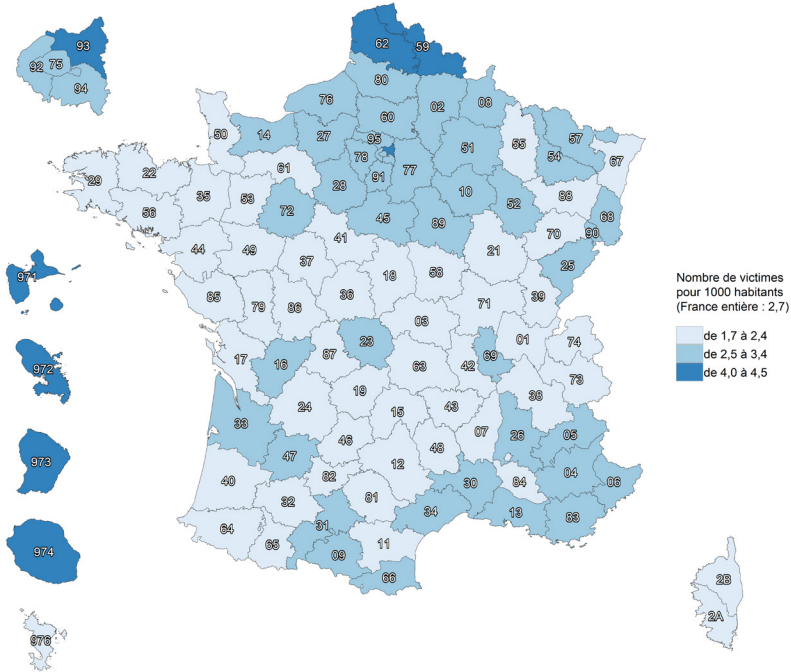 93
92 75
94
62 59
80
76 02 08
60
50 14 27 95 51 55 57
54 67
78
61 77
29 22 91 88
35 53 28 10
56 72 52 68
45 89 70 90
41
44 49 21 25
37
971 18 58
85 79 86 36 71 39
03
23 74
972 17 16 87 69 01
63 42
73
19 38
24 15 43
33 26 05
46 48 07
973 47 12 04 06
40 82 30 84
32 81
34 13 83
31
974 64 65 11
09
66
2B
2A
976
Nombre de victimes
pour 1000 habitants
(France entière : 2,7)
de 1,7 à 2,4
de 2,5 à 3,4
de 4,0 à 4,5